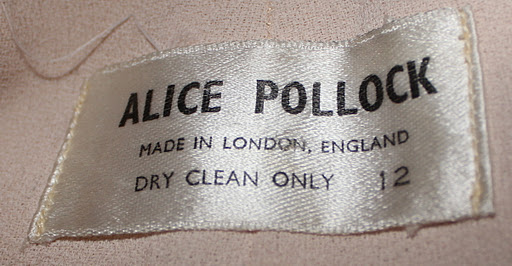 ALICE POLLOCK
MADE IN LONDON, ENGLAND
DRY CLEAN ONLY 12